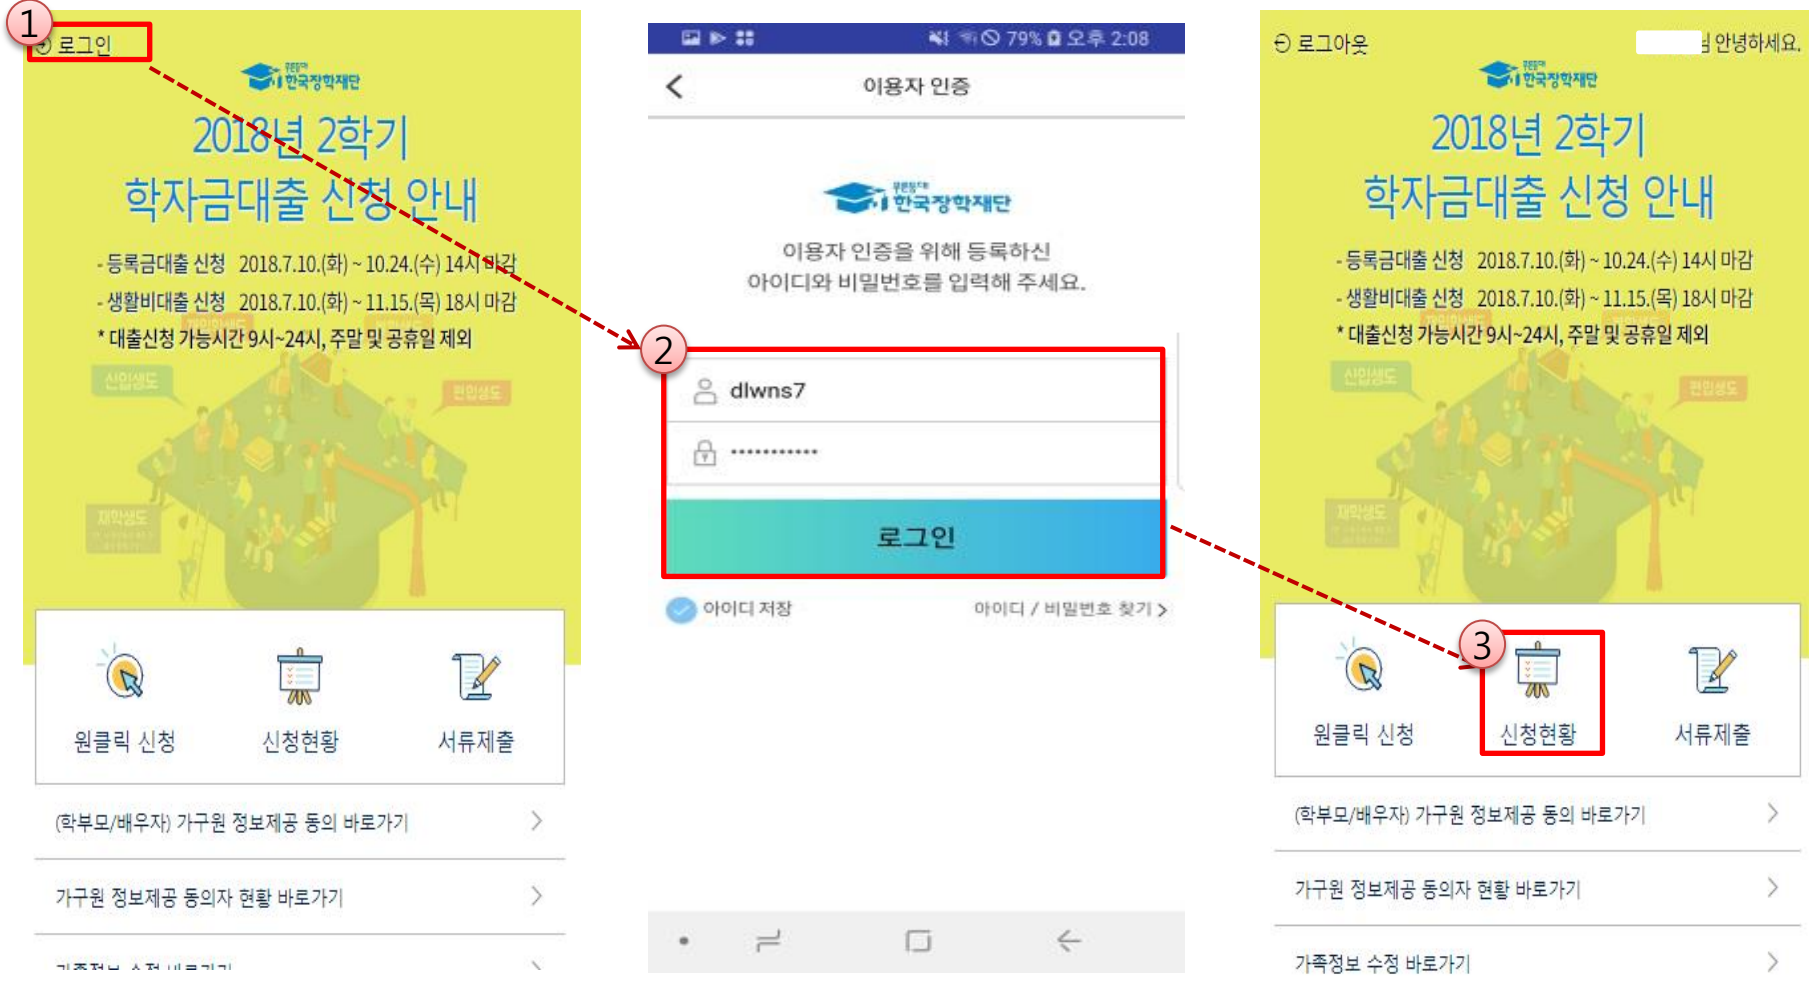 1
로그인
푸른등대
한국장학재단
2018년 2학기
학자금대출 신청 안내
- 등록금대출 신청 2018.7.10.(화) ~ 10.24.(수) 14시 마감
- 생활비대출 신청 2018.7.10.(화) ~ 11.15.(목) 18시 마감
* 대출신청 가능시간 9시~24시, 주말 및 공휴일 제외
신입생도
편입생도
재학생도
원클릭 신청
신청현황
서류제출
(학부모/배우자) 가구원 정보제공 동의 바로가기
가구원 정보제공 동의자 현황 바로가기
79% 오후 2:08
이용자 인증
푸른등대
한국장학재단
이용자 인증을 위해 등록하신
아이디와 비밀번호를 입력해 주세요.
2
dlwns7
•••••••••••
로그인
아이디 저장
아이디 / 비밀번호 찾기 >
로그아웃
님 안녕하세요.
푸른등대
한국장학재단
2018년 2학기
학자금대출 신청 안내
- 등록금대출 신청 2018.7.10.(화) ~ 10.24.(수) 14시 마감
- 생활비대출 신청 2018.7.10.(화) ~ 11.15.(목) 18시 마감
* 대출신청 가능시간 9시~24시, 주말 및 공휴일 제외
신입생도
편입생도
재학생도
3
원클릭 신청
신청현황
서류제출
(학부모/배우자) 가구원 정보제공 동의 바로가기
가구원 정보제공 동의자 현황 바로가기
가족정보 수정 바로가기